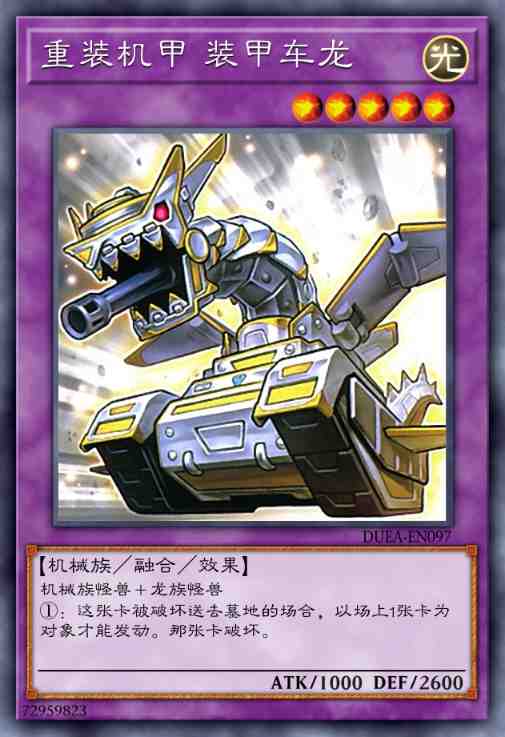 重装机甲 装甲车龙
光
DUEA-EN097
【机械族／融合／效果】
机械族怪兽＋龙族怪兽
①：这张卡被破坏送去墓地的场合，以场上1张卡为
对象才能发动。那张卡破坏。
ATK/1000 DEF/2600
72959823